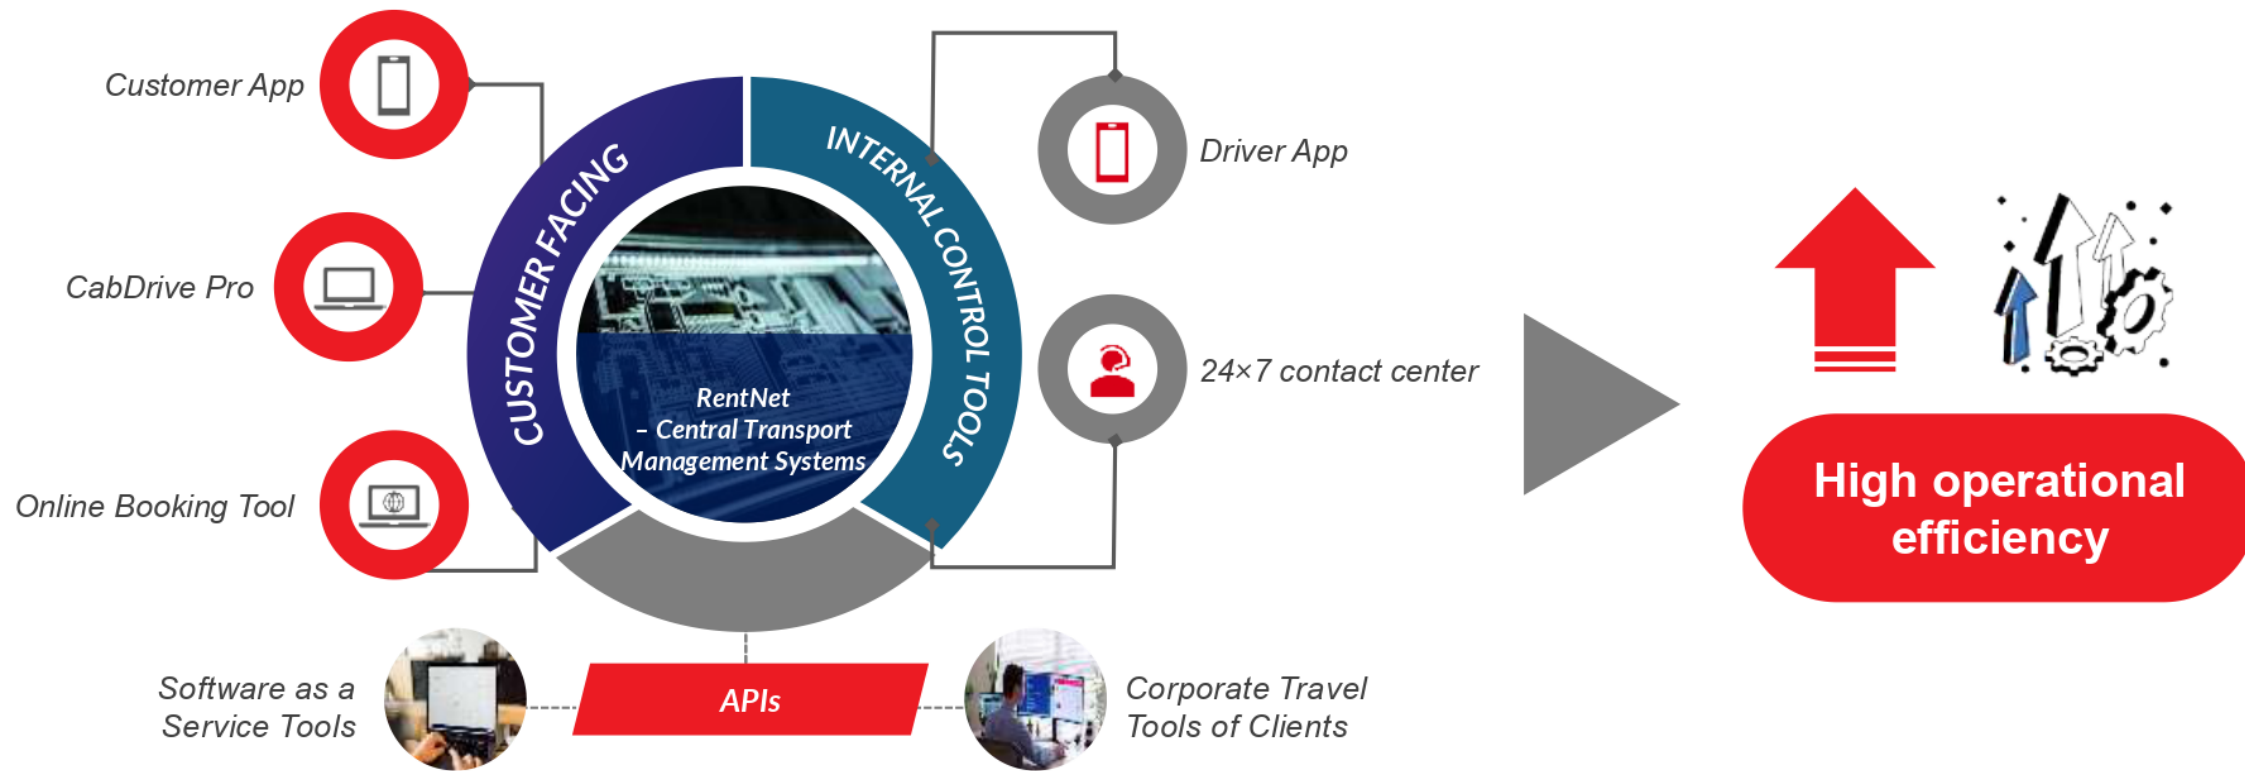 Customer App
CabDrive Pro
Online Booking Tool
CUSTOMER FACING
INTERNAL CONTROL TOOLS
RentNet
– Central Transport
Management Systems
Driver App
24×7 contact center
Software as a
Service Tools
APIs
Corporate Travel
Tools of Clients
High operational
efficiency